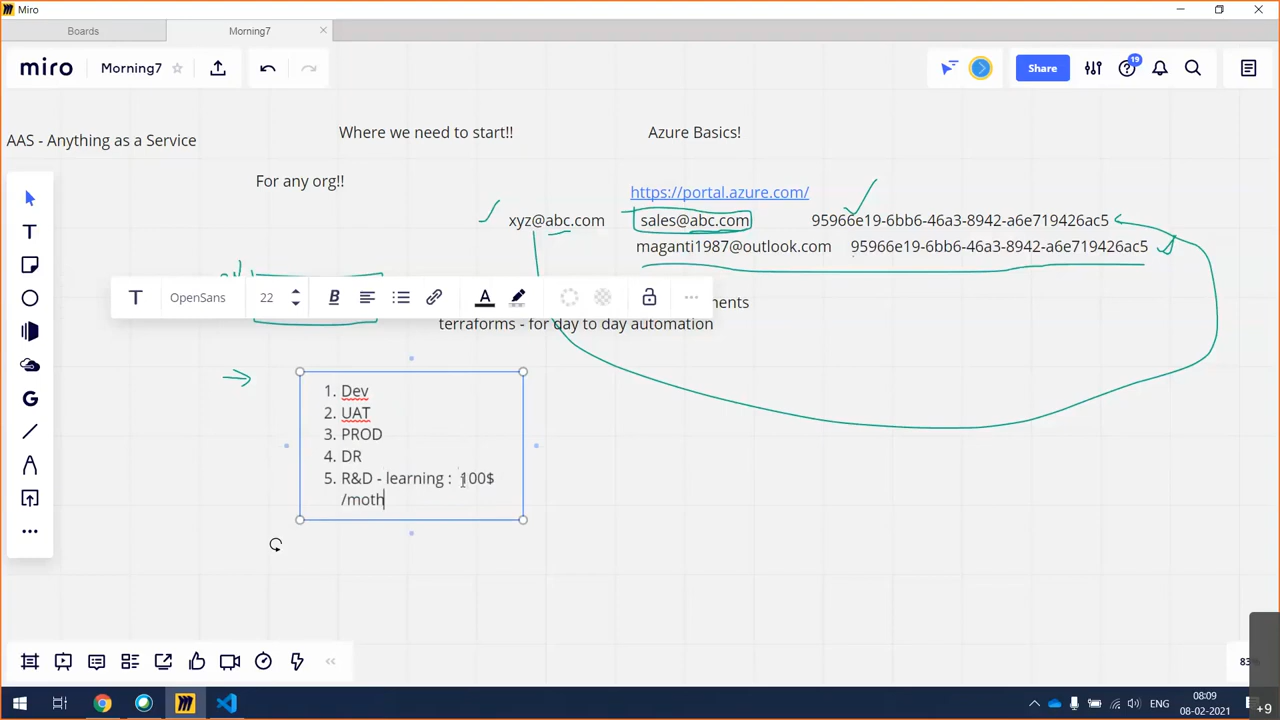 Miro
Boards
Morning7
miro
Morning7
19
Share
AAS - Anything as a Service
Where we need to start!!
Azure Basics!
For any org!!
https://portal.azure.com/
xyz@abc.com
sales@abc.com
95966e19-6bb6-46a3-8942-a6e719426ac5
maganti1987@outlook.com
95966e19-6bb6-46a3-8942-a6e719426ac5
OpenSans
22
B
A
ments
terraforms - for day to day automation
1. Dev
2. UAT
3. PROD
4. DR
5. R&D - learning : 100$
/moth
ENG
08:09
08-02-2021
+9